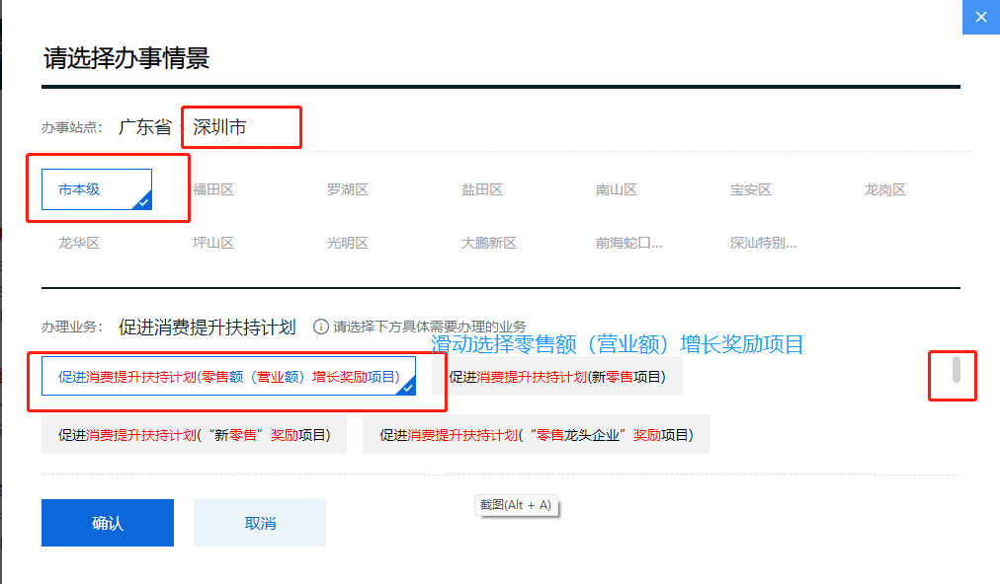 请选择办事情景
办事站点： 广东省 深圳市
市本级 福田区 罗湖区 盐田区 南山区 宝安区 龙岗区
龙华区 坪山区 光明区 大鹏新区 前海蛇口... 深汕特别...
办理业务： 促进消费提升扶持计划 请选择下方具体需要办理的业务
滑动选择零售额（营业额）增长奖励项目
促进消费提升扶持计划(零售额（营业额）增长奖励项目) 促进消费提升扶持计划(新零售项目)
促进消费提升扶持计划(“新零售”奖励项目) 促进消费提升扶持计划(“零售龙头企业”奖励项目)
截图(Alt + A)
确认 取消